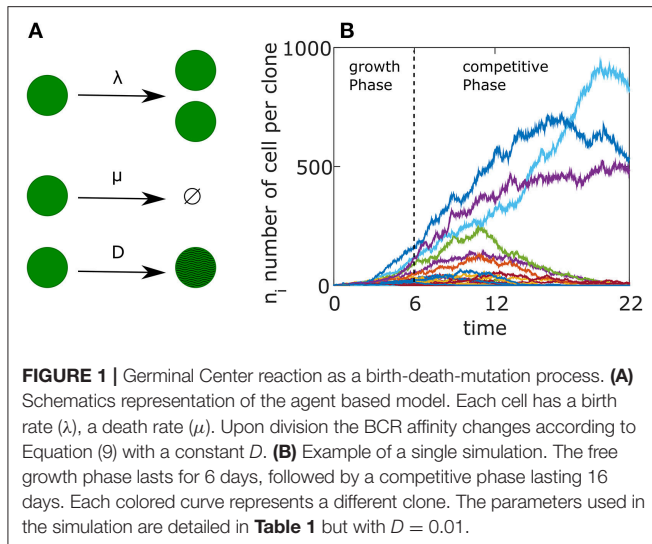 A
λ
μ
∅
D
B
n_i number of cell per clone
1000
500
0
growth
Phase
competitive
Phase
0 6 12 22
time
FIGURE 1 | Germinal Center reaction as a birth-death-mutation process. (A)
Schematics representation of the agent based model. Each cell has a birth
rate (λ), a death rate (μ). Upon division the BCR affinity changes according to
Equation (9) with a constant D. (B) Example of a single simulation. The free
growth phase lasts for 6 days, followed by a competitive phase lasting 16
days. Each colored curve represents a different clone. The parameters used in
the simulation are detailed in Table 1 but with D = 0.01.